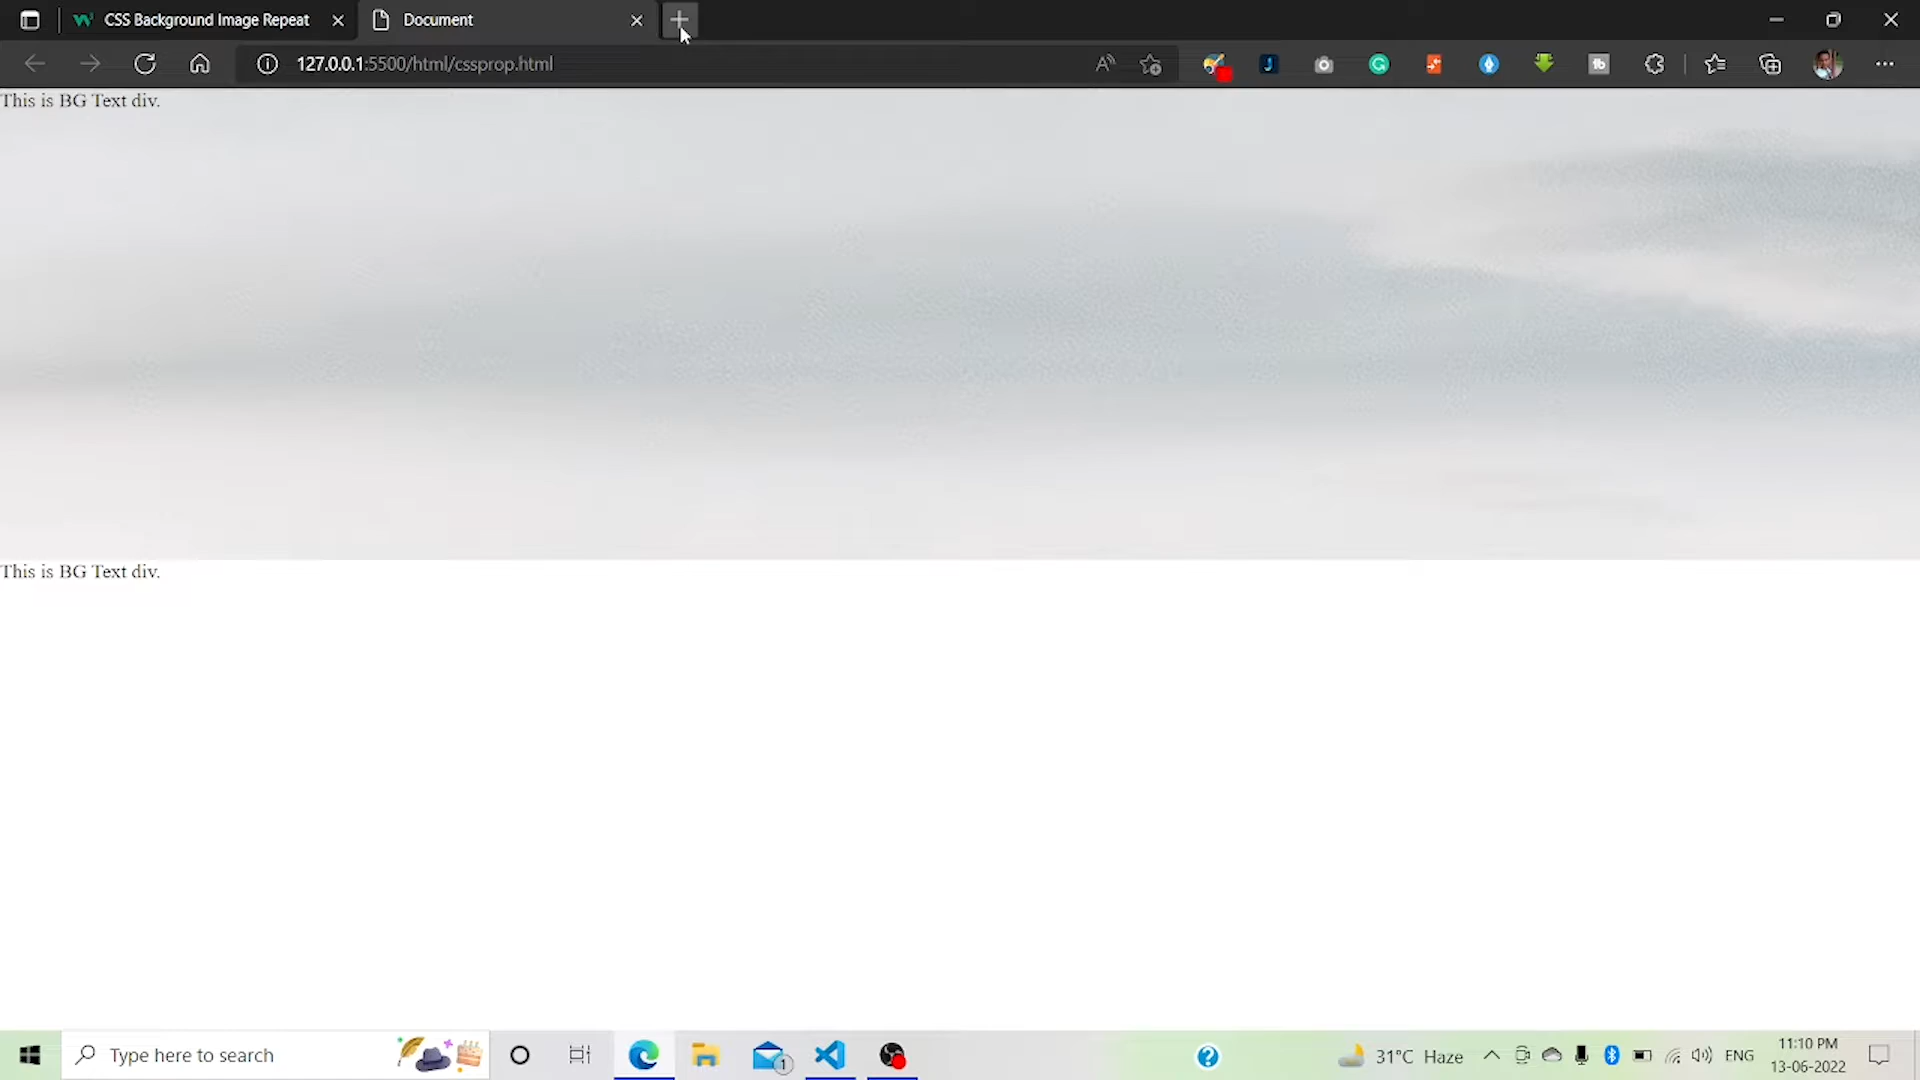 CSS Background Image Repeat
Document
127.0.0.1:5500/html/cssprop.html
This is BG Text div.
This is BG Text div.
Type here to search
1
31°C Haze
ENG
11:10 PM
13-06-2022